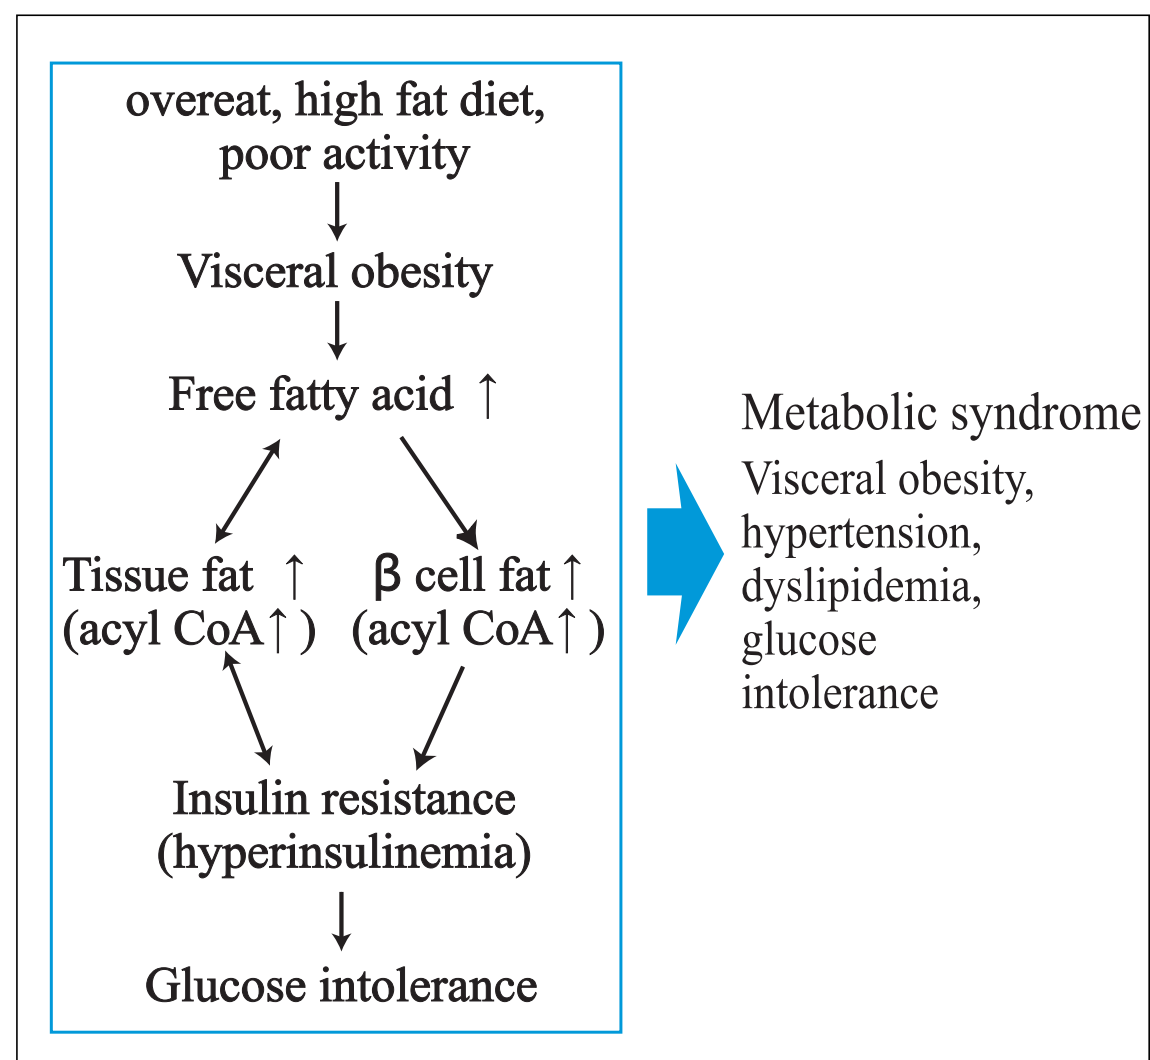 overeat, high fat diet,
poor activity
Visceral obesity
Free fatty acid ↑
Tissue fat ↑
(acyl CoA↑)
β cell fat↑
(acyl CoA↑)
Insulin resistance
(hyperinsulinemia)
Glucose intolerance
Metabolic syndrome
Visceral obesity,
hypertension,
dyslipidemia,
glucose
intolerance